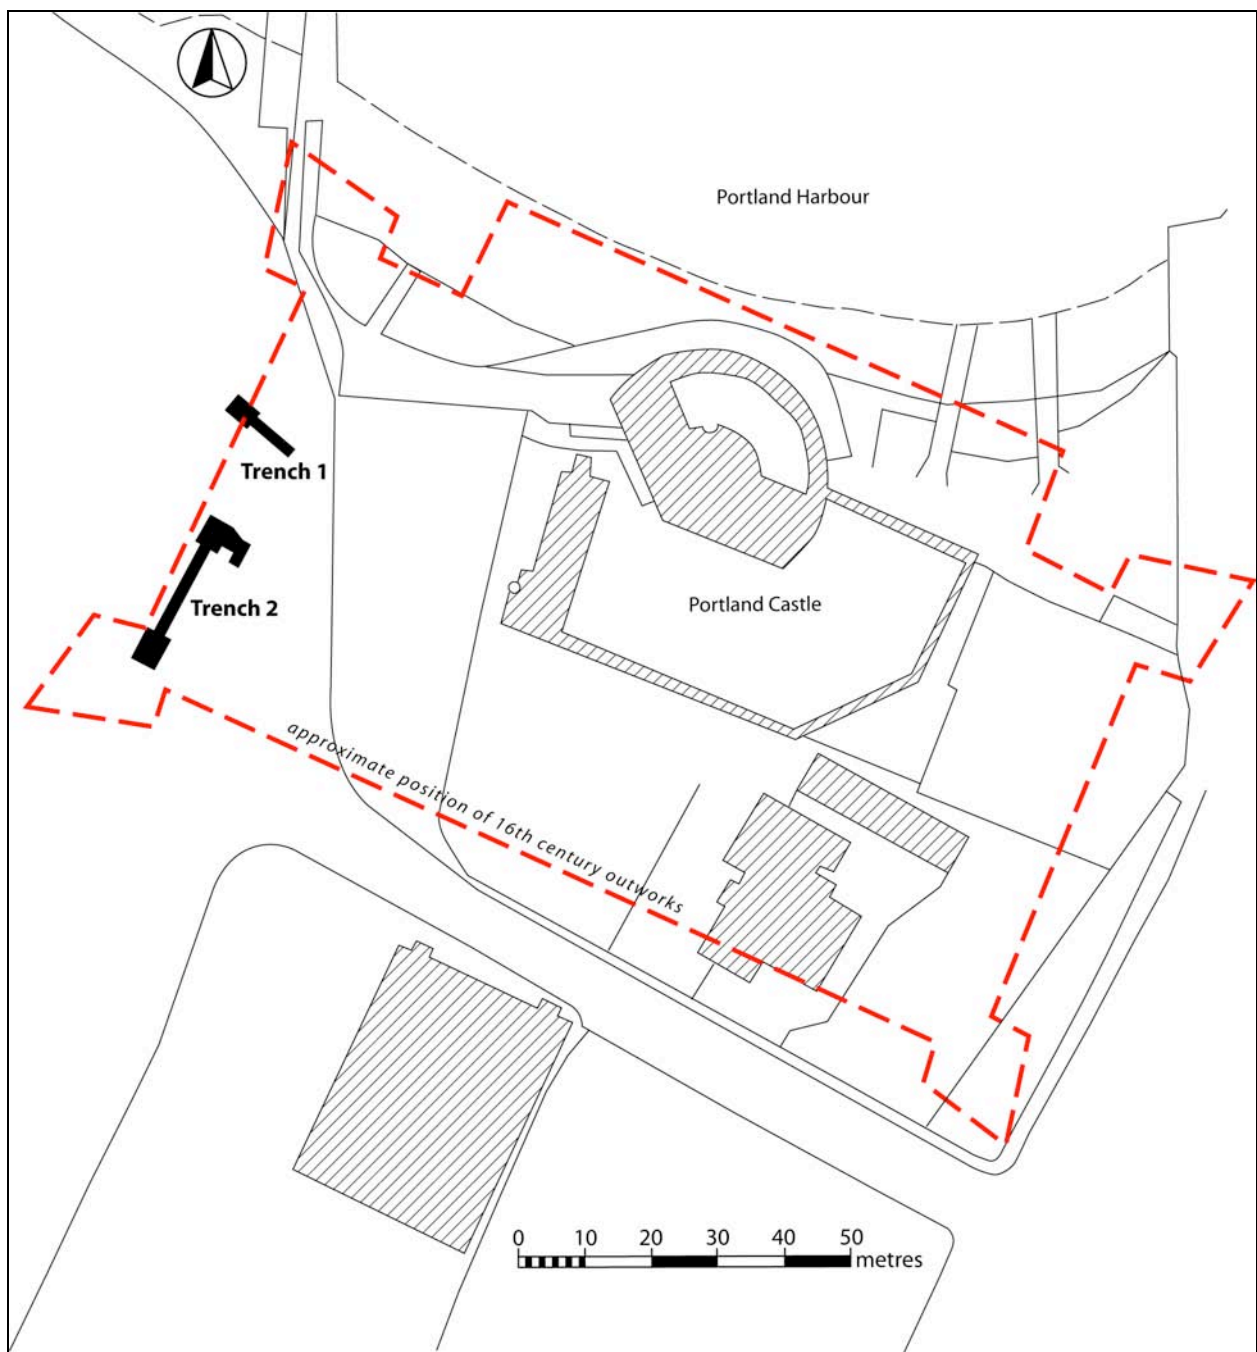 Portland Harbour
Trench 1
Trench 2
Portland Castle
approximate position of 16th century outworks
0 10 20 30 40 50
metres